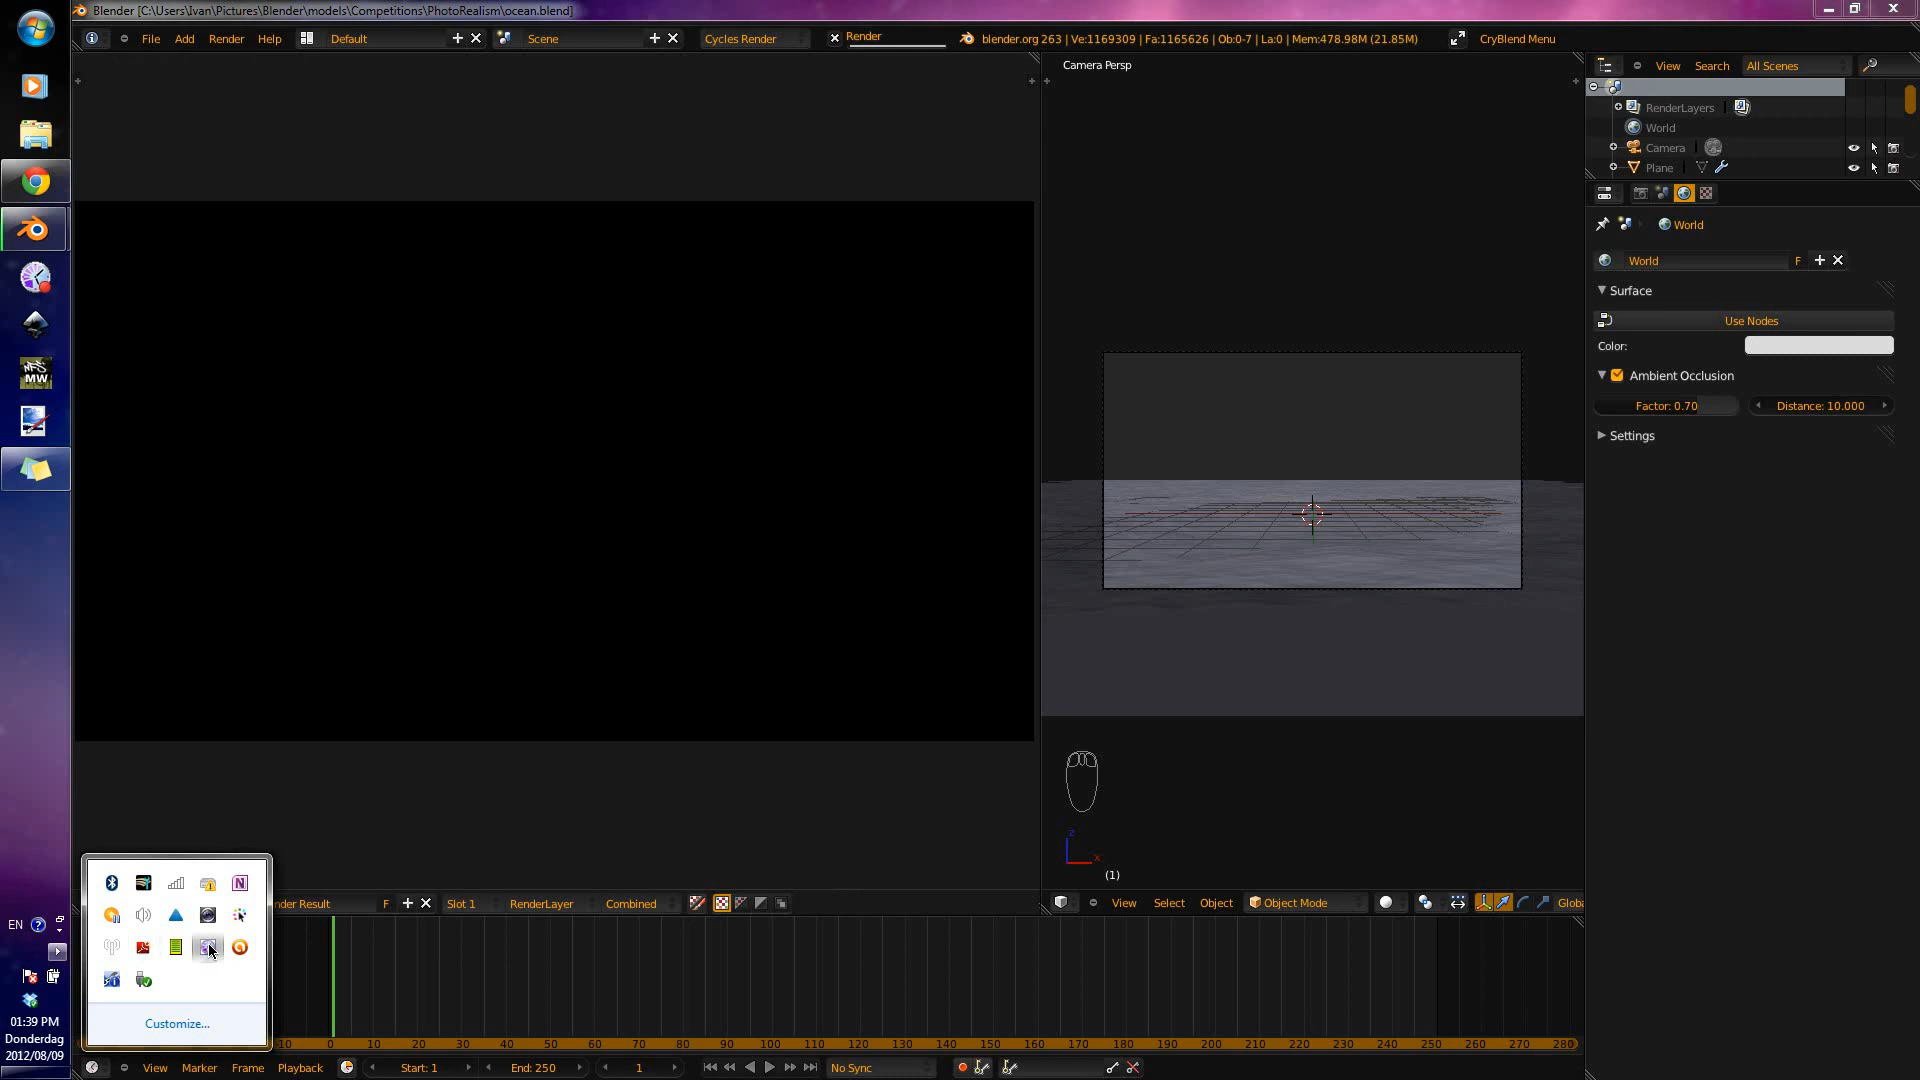 Blender [C:\Users\Ivan\Pictures\Blender\models\Competitions\PhotoRealism\ocean.blend]
File Add Render Help Default Scene Cycles Render Render blender.org 263 | Ve:1169309 | Fa:1165626 | Ob:0-7 | La:0 | Mem:478.98M (21.85M) CryBlend Menu
Camera Persp
View Search All Scenes
RenderLayers
World
Camera
Plane
World
World F
Surface
Use Nodes
Color:
Ambient Occlusion
Factor: 0.70 Distance: 10.000
Settings
MW
z
x
(1)
nder Result F Slot 1 RenderLayer Combined
View Select Object Object Mode Globa
N
Customize...
EN
01:39 PM
Donderdag
2012/08/09
10 0 10 20 30 40 50 60 70 80 90 100 110 120 130 140 150 160 170 180 190 200 210 220 230 240 250 260 270 280
View Marker Frame Playback Start: 1 End: 250 1 No Sync